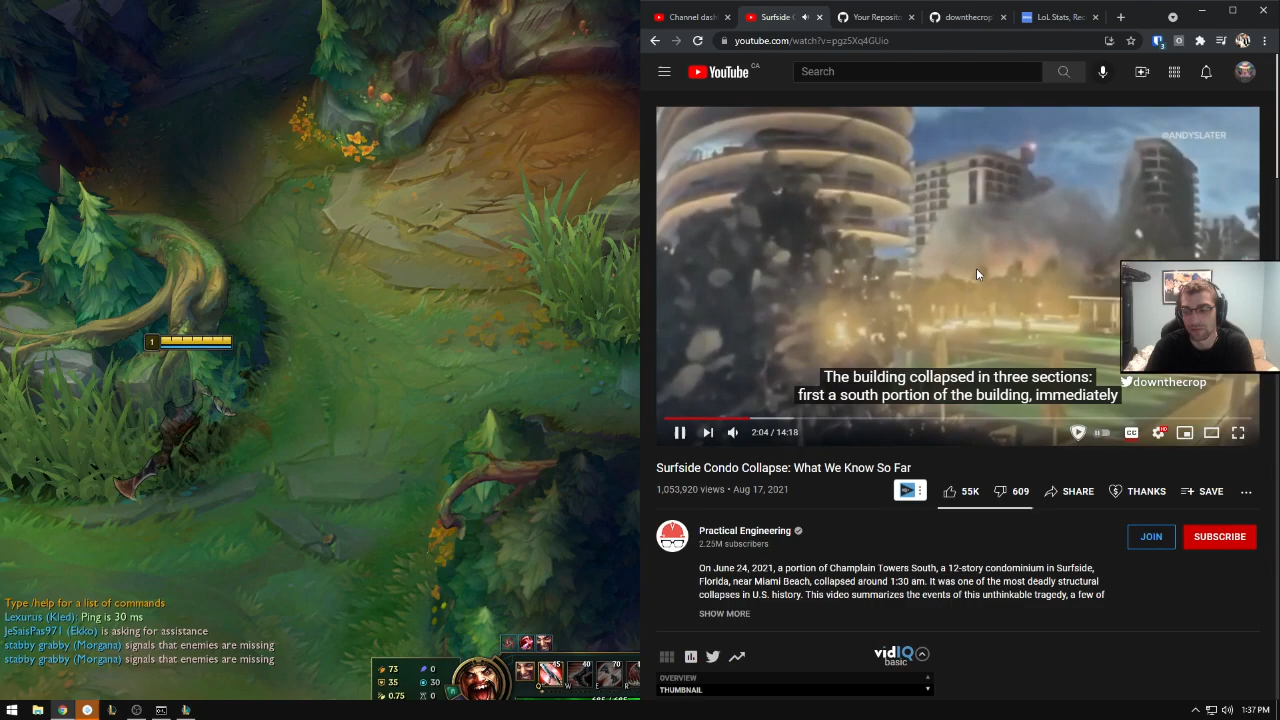 Channel dash
Surfside C
Your Reposito
downthecrop
LoL Stats, Rec
youtube.com/watch?v=pgz5Xq4GUio
YouTube CA
Search
@ANDYSLATER
The building collapsed in three sections:
first a south portion of the building, immediately
downthecrop
2:04 / 14:18
CC
HD
Surfside Condo Collapse: What We Know So Far
1,053,920 views • Aug 17, 2021
55K
609
SHARE
THANKS
SAVE
Practical Engineering
2.25M subscribers
JOIN
SUBSCRIBE
On June 24, 2021, a portion of Champlain Towers South, a 12-story condominium in Surfside,
Florida, near Miami Beach, collapsed around 1:30 am. It was one of the most deadly structural
collapses in U.S. history. This video summarizes the events of this unthinkable tragedy, a few of
SHOW MORE
vidIQ
basic
OVERVIEW
THUMBNAIL
1
Type /help for a list of commands
Lexurus (Kled): Ping is 30 ms
JeSaisPas971 (Ekko) is asking for assistance
stabby grabby (Morgana) signals that enemies are missing
stabby grabby (Morgana) signals that enemies are missing
73 0
35 30
0.75 0
45 40 70
Q W E R
1:37 PM